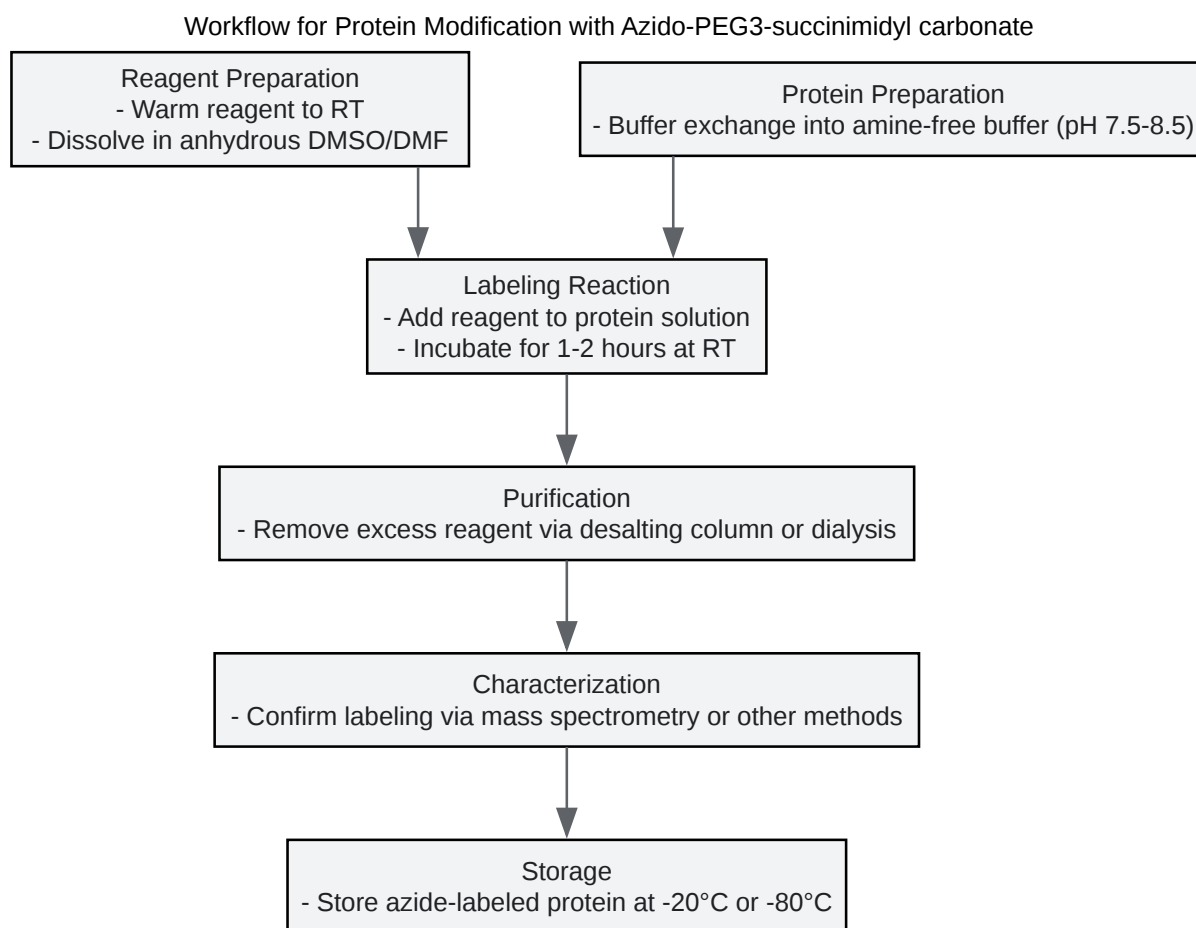 Workflow for Protein Modification with Azido-PEG3-succinimidyl carbonate
Reagent Preparation
- Warm reagent to RT
- Dissolve in anhydrous DMSO/DMF
Protein Preparation
- Buffer exchange into amine-free buffer (pH 7.5-8.5)
Labeling Reaction
- Add reagent to protein solution
- Incubate for 1-2 hours at RT
Purification
- Remove excess reagent via desalting column or dialysis
Characterization
- Confirm labeling via mass spectrometry or other methods
Storage
- Store azide-labeled protein at -20°C or -80°C